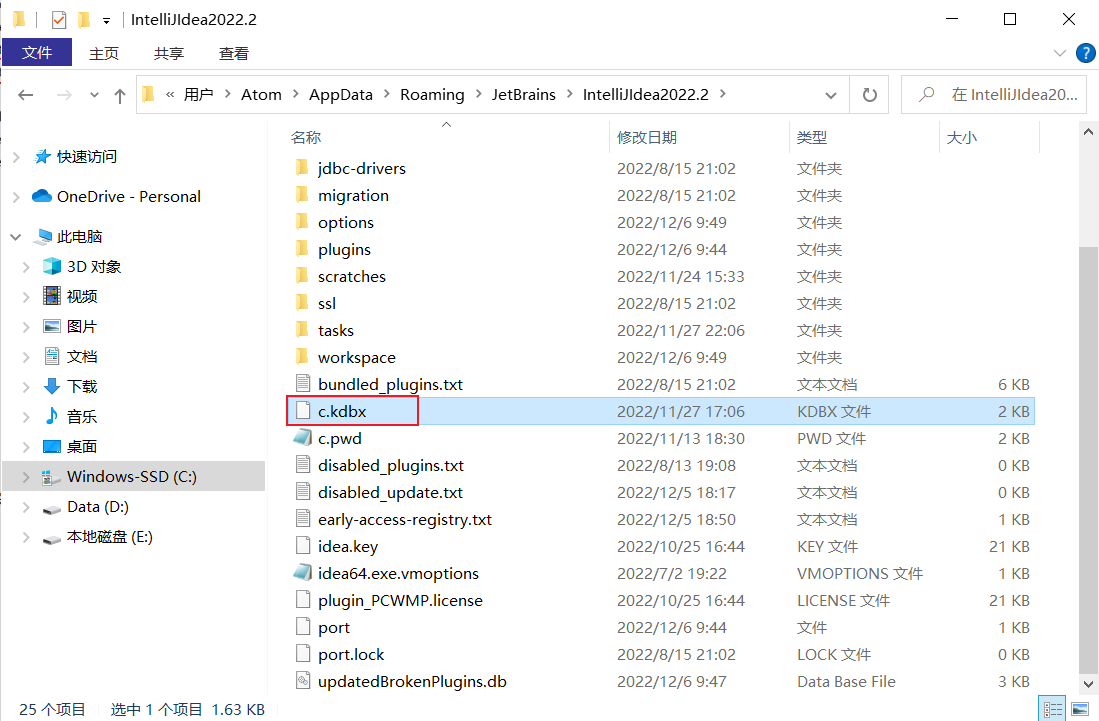 IntelliJIdea2022.2
文件 主页 共享 查看
« 用户 > Atom > AppData > Roaming > JetBrains > IntelliJIdea2022.2 > 在 IntelliJIdea20...
快速访问
OneDrive - Personal
此电脑
3D 对象
视频
图片
文档
下载
音乐
桌面
Windows-SSD (C:)
Data (D:)
本地磁盘 (E:)
名称 修改日期 类型 大小
jdbc-drivers 2022/8/15 21:02 文件夹
migration 2022/8/15 21:02 文件夹
options 2022/12/6 9:49 文件夹
plugins 2022/12/6 9:44 文件夹
scratches 2022/11/24 15:33 文件夹
ssl 2022/8/15 21:02 文件夹
tasks 2022/11/27 22:06 文件夹
workspace 2022/12/6 9:49 文件夹
bundled_plugins.txt 2022/8/15 21:02 文本文档 6 KB
c.kdbx 2022/11/27 17:06 KDBX 文件 2 KB
c.pwd 2022/11/13 18:30 PWD 文件 2 KB
disabled_plugins.txt 2022/8/13 19:08 文本文档 0 KB
disabled_update.txt 2022/12/5 18:17 文本文档 0 KB
early-access-registry.txt 2022/12/5 18:50 文本文档 1 KB
idea.key 2022/10/25 16:44 KEY 文件 21 KB
idea64.exe.vmoptions 2022/7/2 19:22 VMOPTIONS 文件 1 KB
plugin_PCWMP.license 2022/10/25 16:44 LICENSE 文件 21 KB
port 2022/12/6 9:44 文件 1 KB
port.lock 2022/8/15 21:02 LOCK 文件 0 KB
updatedBrokenPlugins.db 2022/12/6 9:47 Data Base File 3 KB
25 个项目 选中 1 个项目 1.63 KB